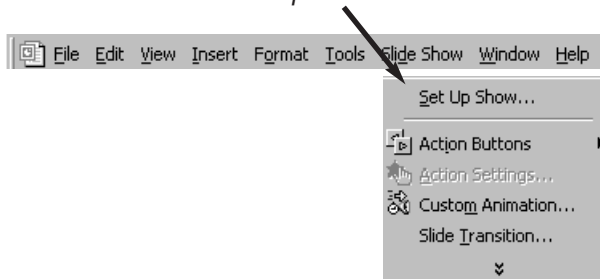 File Edit View Insert Format Tools Slide Show Window Help
Set Up Show...
Action Buttons
Action Settings...
Custom Animation...
Slide Transition...